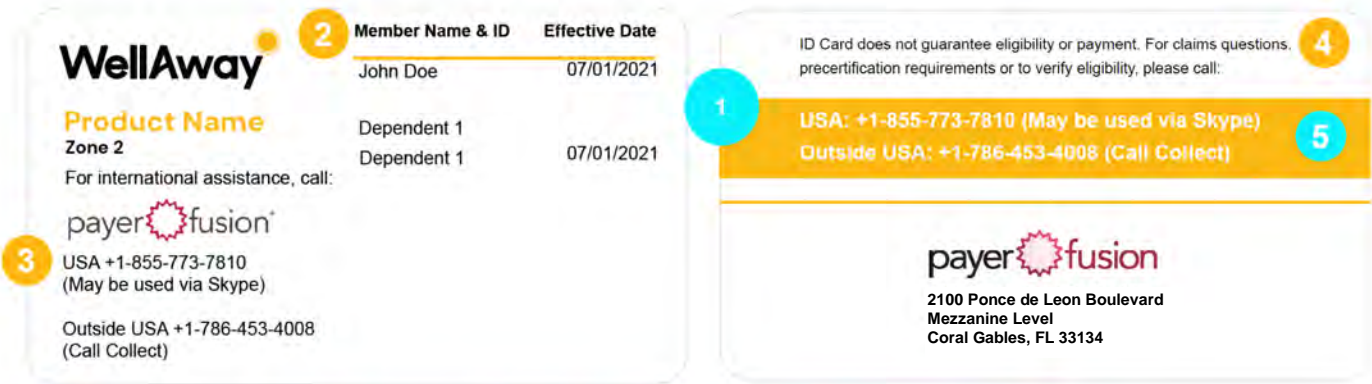 WellAway
Product Name
Zone 2
For international assistance, call:
payer fusion
3
USA +1-855-773-7810
(May be used via Skype)
Outside USA +1-786-453-4008
(Call Collect)
2
Member Name & ID Effective Date
John Doe 07/01/2021
Dependent 1
Dependent 1 07/01/2021
ID Card does not guarantee eligibility or payment. For claims questions,
precertification requirements or to verify eligibility, please call:
4
1
USA: +1-855-773-7810 (May be used via Skype)
Outside USA: +1-786-453-4008 (Call Collect)
5
payer fusion
2100 Ponce de Leon Boulevard
Mezzanine Level
Coral Gables, FL 33134